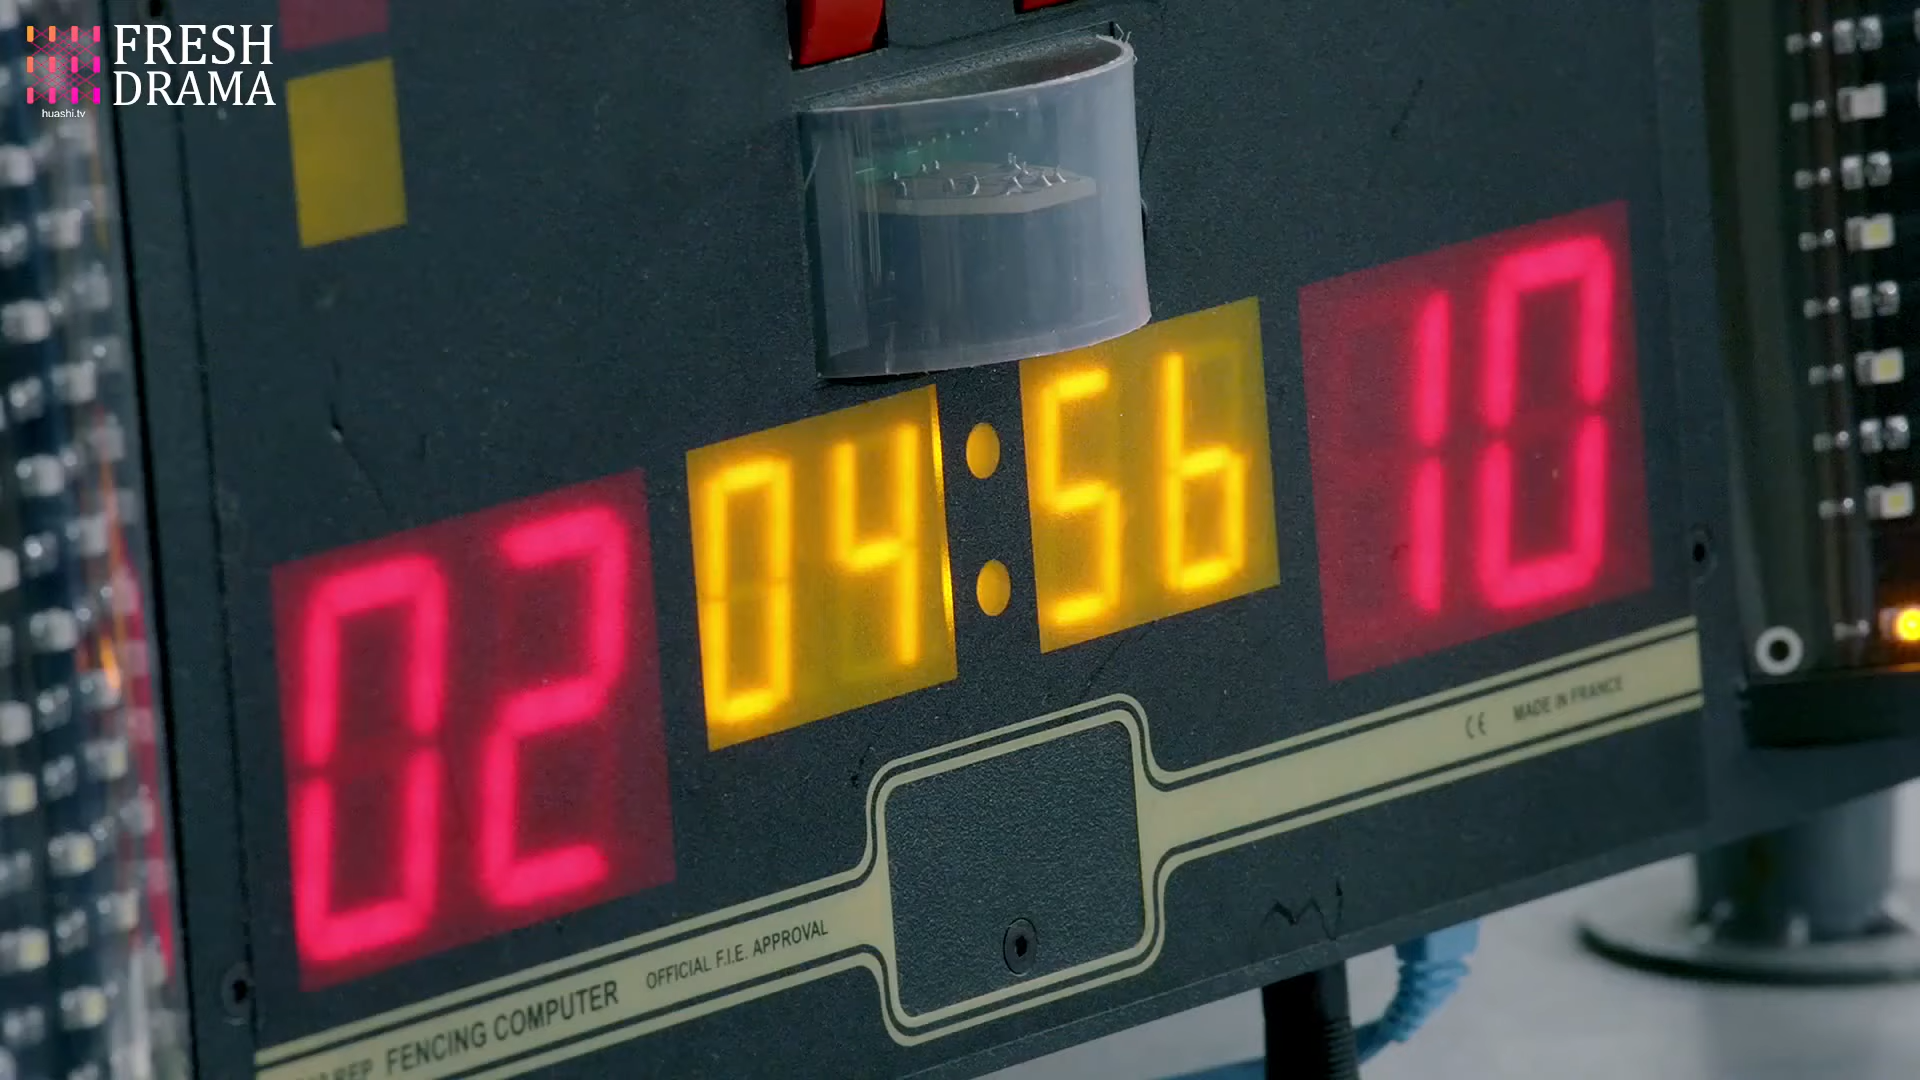 FRESH
DRAMA
huashi.tv
02
04:56
10
FENCING COMPUTER
OFFICIAL F.I.E. APPROVAL
CE
MADE IN FRANCE